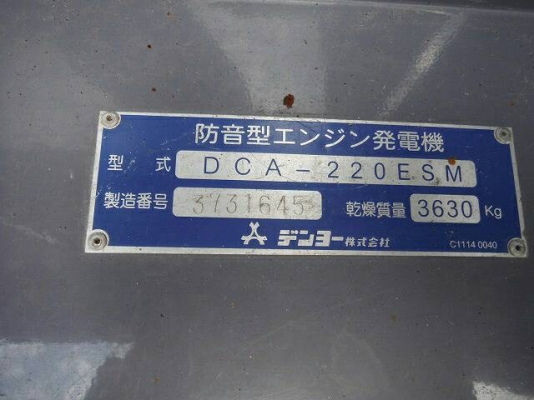 防音型エンジン発電機
型式 DCA-220ESM
製造番号 3731645 乾燥質量 3630 Kg
デンヨー株式会社 C1114 0040